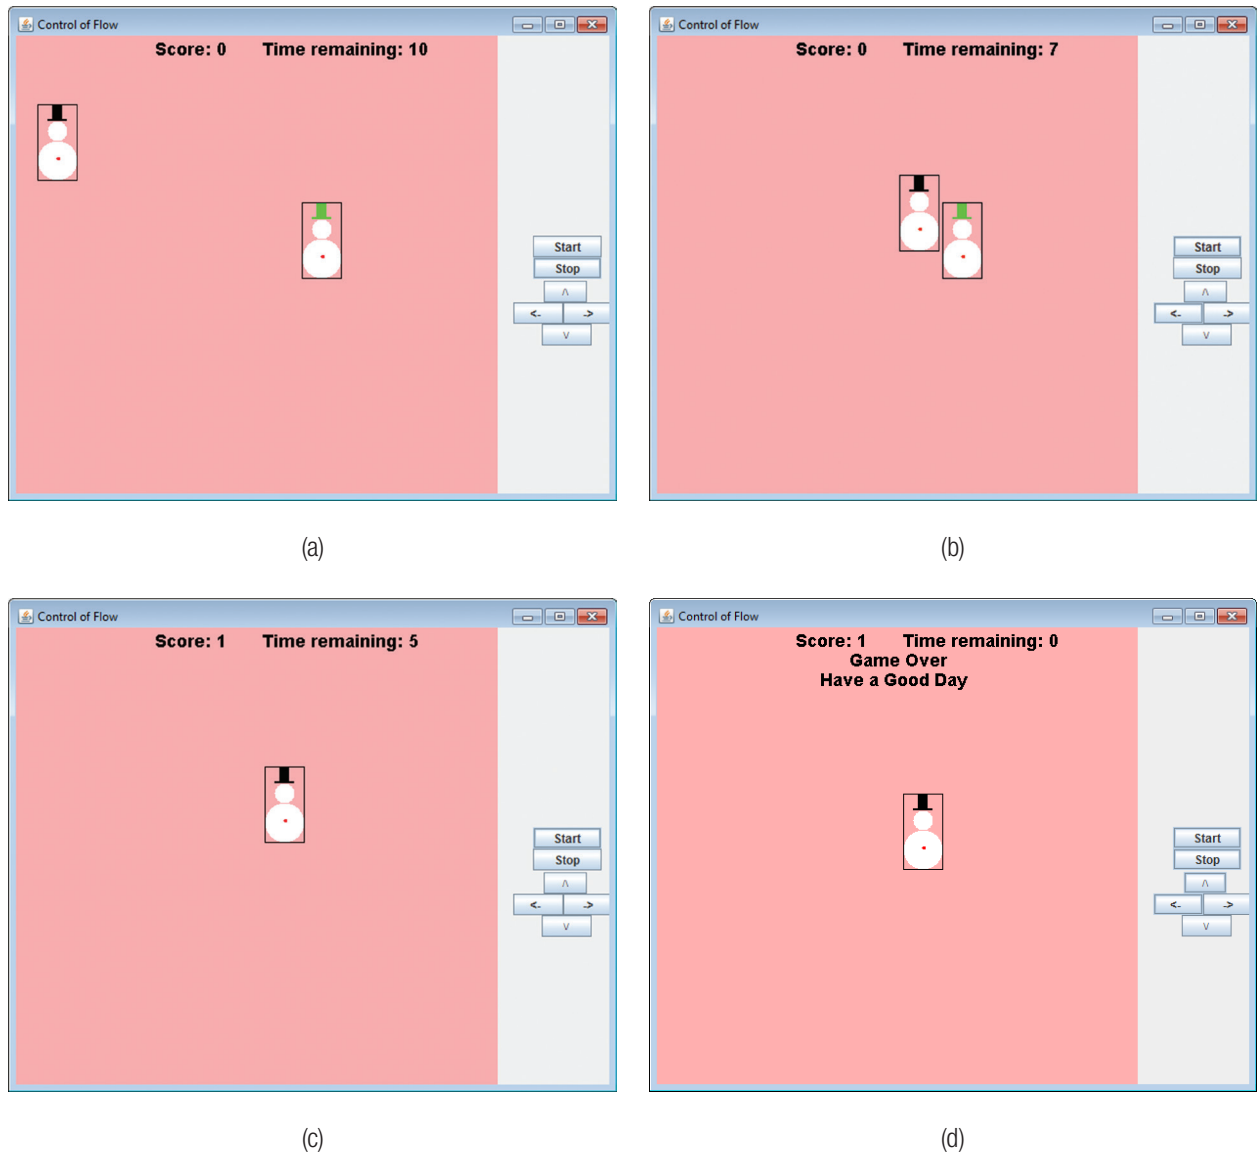 Control of Flow
Score: 0 Time remaining: 10
Start
Stop
Λ
<- ->
V
(a)
Control of Flow
Score: 0 Time remaining: 7
Start
Stop
Λ
<- ->
V
(b)
Control of Flow
Score: 1 Time remaining: 5
Start
Stop
Λ
<- ->
V
(c)
Control of Flow
Score: 1 Time remaining: 0
Game Over
Have a Good Day
Start
Stop
Λ
<- ->
V
(d)